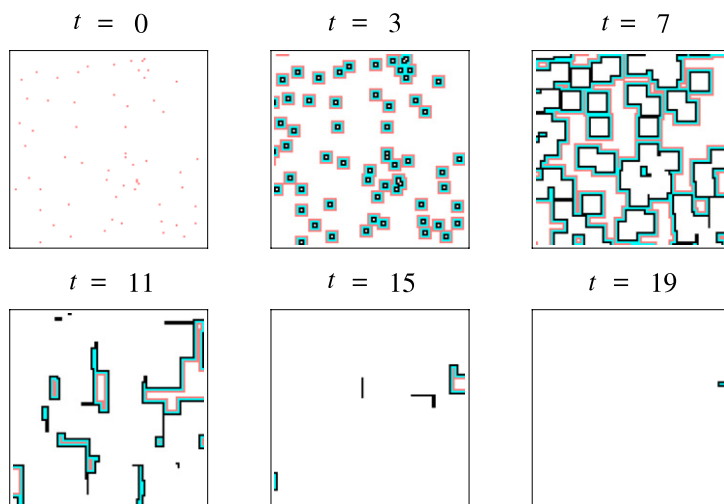 t = 0
t = 3
t = 7
t = 11
t = 15
t = 19